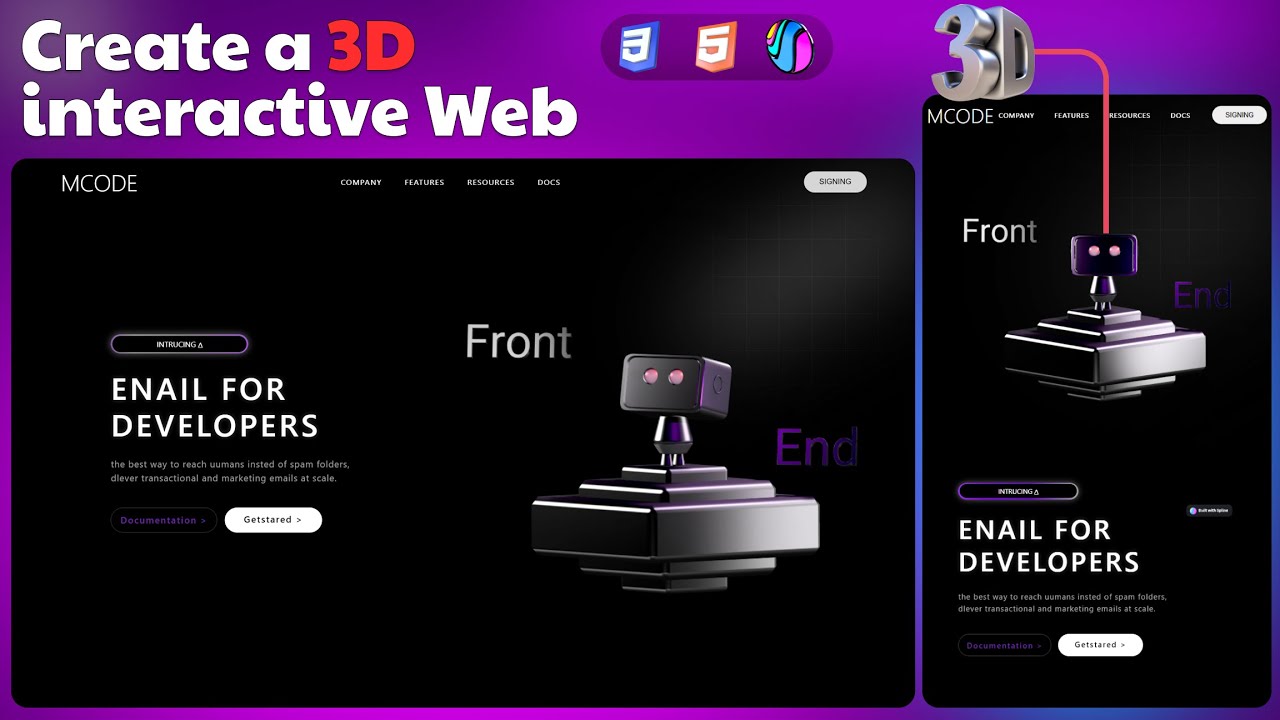 Create a 3D
interactive Web
3D
MCODE
COMPANY FEATURES RESOURCES DOCS
SIGNING
Front
End
INTRUCING Δ
ENAIL FOR
DEVELOPERS
the best way to reach uumans insted of spam folders,
dlever transactional and marketing emails at scale.
Documentation >
Getstared >
MCODE
COMPANY FEATURES RESOURCES DOCS
SIGNING
Front
End
INTRUCING Δ
Built with Spline
ENAIL FOR
DEVELOPERS
the best way to reach uumans insted of spam folders,
dlever transactional and marketing emails at scale.
Documentation >
Getstared >